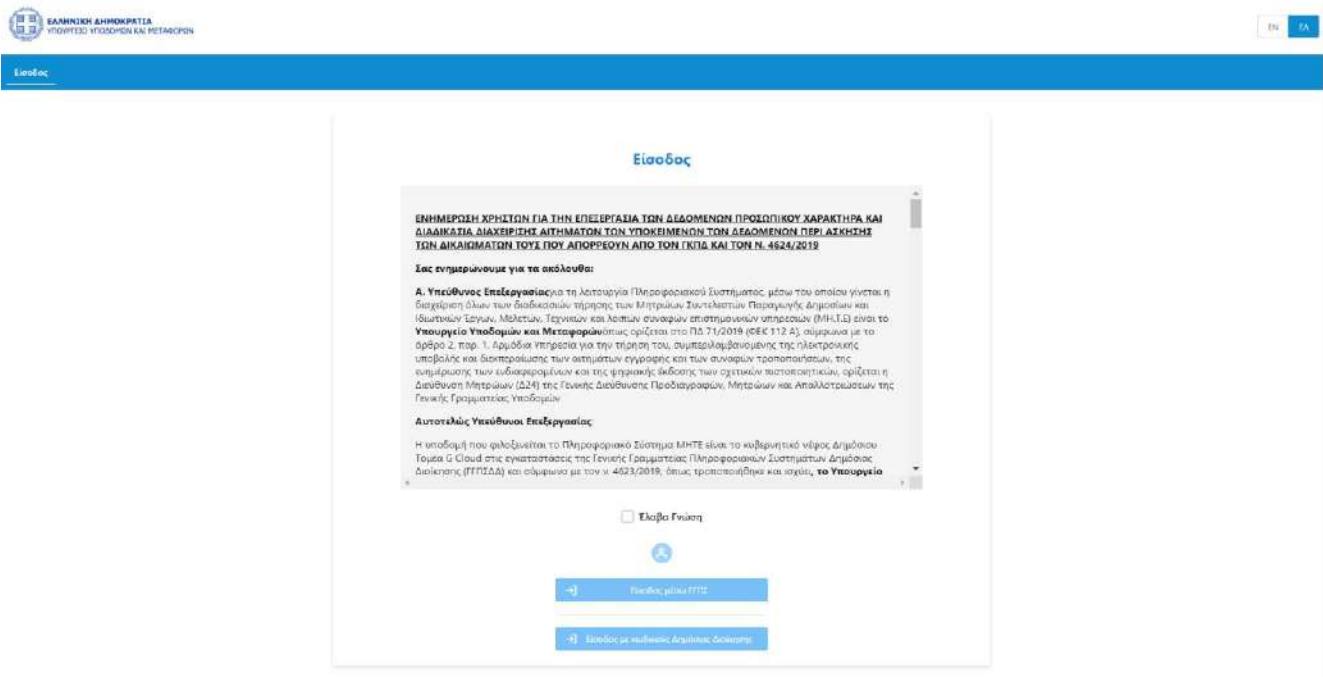 ΕΛΛΗΝΙΚΗ ΔΗΜΟΚΡΑΤΙΑ
ΥΠΟΥΡΓΕΙΟ ΥΠΟΔΟΜΩΝ ΚΑΙ ΜΕΤΑΦΟΡΩΝ
EN ΕΛ
Είσοδος
Είσοδος
ΕΝΗΜΕΡΩΣΗ ΧΡΗΣΤΩΝ ΓΙΑ ΤΗΝ ΕΠΕΞΕΡΓΑΣΙΑ ΤΩΝ ΔΕΔΟΜΕΝΩΝ ΠΡΟΣΩΠΙΚΟΥ ΧΑΡΑΚΤΗΡΑ ΚΑΙ
ΔΙΑΔΙΚΑΣΙΑ ΔΙΑΧΕΙΡΙΣΗΣ ΑΙΤΗΜΑΤΩΝ ΤΩΝ ΥΠΟΚΕΙΜΕΝΩΝ ΤΩΝ ΔΕΔΟΜΕΝΩΝ ΠΕΡΙ ΑΣΚΗΣΗΣ
ΤΩΝ ΔΙΚΑΙΩΜΑΤΩΝ ΤΟΥΣ ΠΟΥ ΑΠΟΡΡΕΟΥΝ ΑΠΟ ΤΟΝ ΓΚΠΔ ΚΑΙ ΤΟΝ Ν. 4624/2019
Σας ενημερώνουμε για τα ακόλουθα:
Α. Υπεύθυνος Επεξεργασίαςγια τη λειτουργία Πληροφοριακού Συστήματος, μέσω του οποίου γίνεται η
διαχείριση όλων των διαδικασιών τήρησης των Μητρώων Συντελεστών Παραγωγής Δημοσίων και
Ιδιωτικών Έργων, Μελετών, Τεχνικών και λοιπών συναφών επιστημονικών υπηρεσιών (ΜΗ.Τ.Ε) είναι το
Υπουργείο Υποδομών και Μεταφορώνόπως ορίζεται στο ΠΔ 71/2019 (ΦΕΚ 112 Α), σύμφωνα με το
άρθρο 2, παρ. 1. Αρμόδια Υπηρεσία για την τήρηση του, συμπεριλαμβανομένης της ηλεκτρονικής
υποβολής και διεκπεραίωσης των αιτημάτων εγγραφής και των συναφών τροποποιήσεων, της
ενημέρωσης των ενδιαφερομένων και της ψηφιακής έκδοσης των σχετικών πιστοποιητικών, ορίζεται η
Διεύθυνση Μητρώων (Δ24) της Γενικής Διεύθυνσης Προδιαγραφών, Μητρώων και Απαλλοτριώσεων της
Γενικής Γραμματείας Υποδομών
Αυτοτελώς Υπεύθυνοι Επεξεργασίας
Η υποδομή που φιλοξενείται το Πληροφοριακό Σύστημα ΜΗΤΕ είναι το κυβερνητικό νέφος Δημόσιου
Τομέα G Cloud στις εγκαταστάσεις της Γενικής Γραμματείας Πληροφοριακών Συστημάτων Δημόσιας
Διοίκησης (ΓΓΠΣΔΔ) και σύμφωνα με τον ν. 4623/2019, όπως τροποποιήθηκε και ισχύει, το Υπουργείο
Έλαβα Γνώση
Είσοδος μέσω ΓΓΠΣ
Είσοδος με κωδικούς Δημόσιας Διοίκησης